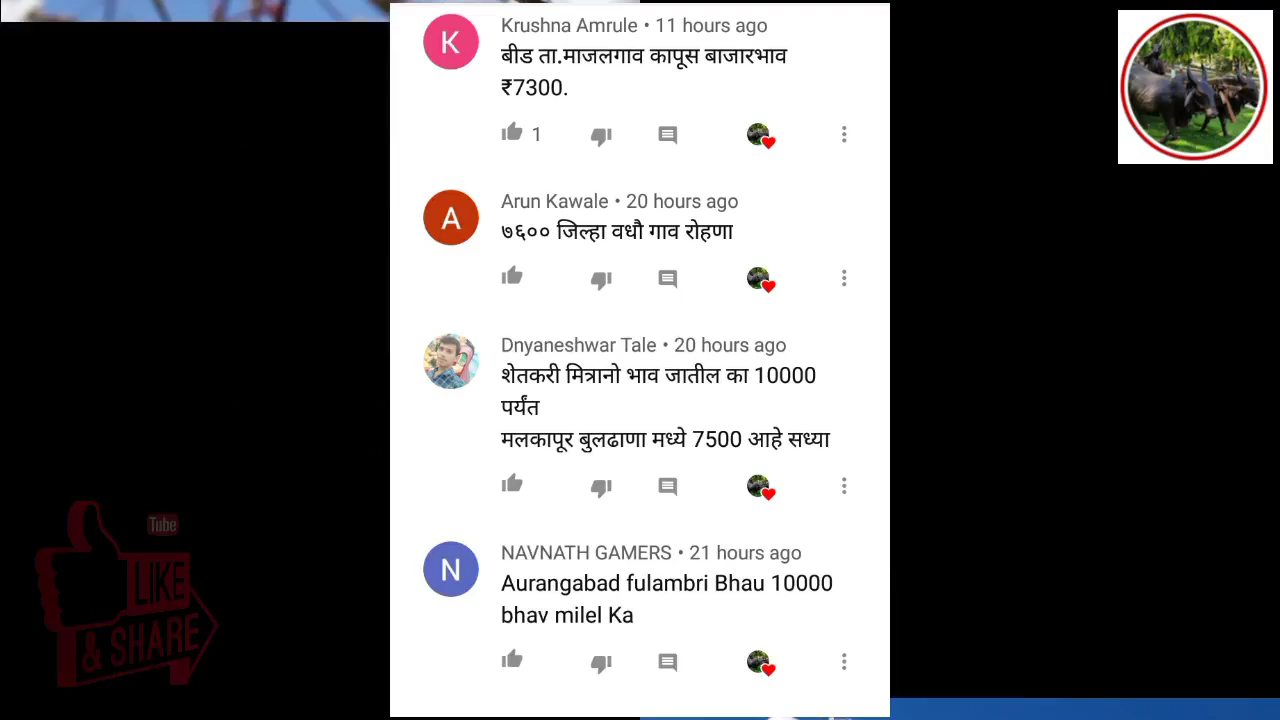 Krushna Amrule • 11 hours ago
बीड ता.माजलगाव कापूस बाजारभाव
₹7300.
1
Arun Kawale • 20 hours ago
७६०० जिल्हा वर्धा गाव रोहणा
Dnyaneshwar Tale • 20 hours ago
शेतकरी मित्रानो भाव जातील का 10000
पर्यंत
मलकापूर बुलढाणा मध्ये 7500 आहे सध्या
NAVNATH GAMERS • 21 hours ago
Aurangabad fulambri Bhau 10000
bhav milel Ka
Tube
LIKE
& SHARE